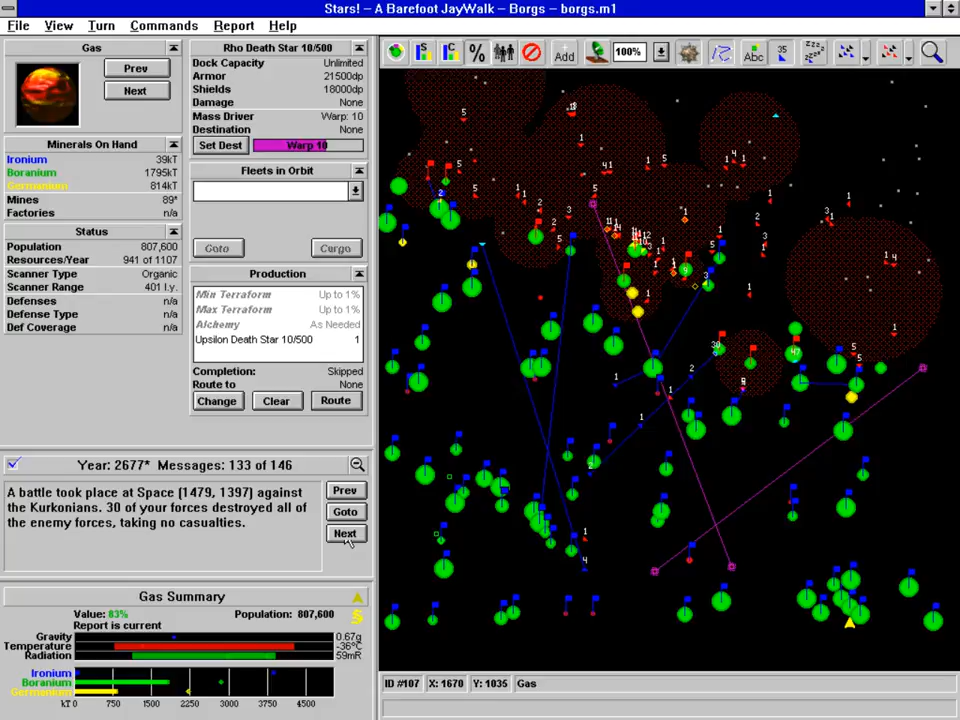 Stars! – A Barefoot JayWalk – Borgs – borgs.m1
File View Turn Commands Report Help
Gas
Prev
Next
Minerals On Hand
Ironium 39kT
Boranium 1795kT
Germanium 814kT
Mines 89*
Factories n/a
Status
Population 807,600
Resources/Year 941 of 1107
Scanner Type Organic
Scanner Range 401 l.y.
Defenses n/a
Defense Type n/a
Def Coverage n/a
Rho Death Star 10/500
Dock Capacity Unlimited
Armor 21500dp
Shields 18000dp
Damage None
Mass Driver Warp: 10
Destination None
Set Dest Warp 10
Fleets in Orbit
Goto Cargo
Production
Min Terraform Up to 1%
Max Terraform Up to 1%
Alchemy As Needed
Upsilon Death Star 10/500 1
Completion: Skipped
Route to None
Change Clear Route
Year: 2677* Messages: 133 of 146
A battle took place at Space (1479, 1397) against
the Kurkonians. 30 of your forces destroyed all of
the enemy forces, taking no casualties.
Prev
Goto
Next
Gas Summary
Value: 83% Population: 807,600
Report is current
Gravity 0.67g
Temperature -36°C
Radiation 59mR
Ironium
Boranium
Germanium
kT 0 750 1500 2250 3000 3750 4500
S C % Add 100% Abc 35 zzz
ID #107 X: 1670 Y: 1035 Gas